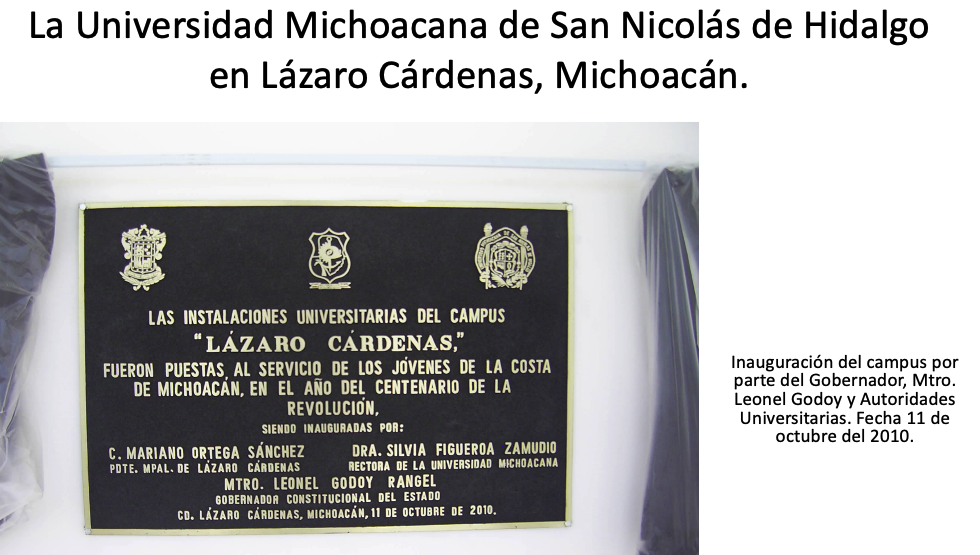 La Universidad Michoacana de San Nicolás de Hidalgo
en Lázaro Cárdenas, Michoacán.
LAS INSTALACIONES UNIVERSITARIAS DEL CAMPUS
"LÁZARO CÁRDENAS,"
FUERON PUESTAS, AL SERVICIO DE LOS JÓVENES DE LA COSTA
DE MICHOACÁN, EN EL AÑO DEL CENTENARIO DE LA
REVOLUCIÓN,
SIENDO INAUGURADAS POR:
C. MARIANO ORTEGA SÁNCHEZ
PDTE. MPAL. DE LÁZARO CÁRDENAS
DRA. SILVIA FIGUEROA ZAMUDIO
RECTORA DE LA UNIVERSIDAD MICHOACANA
MTRO. LEONEL GODOY RANGEL
GOBERNADOR CONSTITUCIONAL DEL ESTADO
CD. LÁZARO CÁRDENAS, MICHOACÁN, 11 DE OCTUBRE DE 2010.
Inauguración del campus por
parte del Gobernador, Mtro.
Leonel Godoy y Autoridades
Universitarias. Fecha 11 de
octubre del 2010.